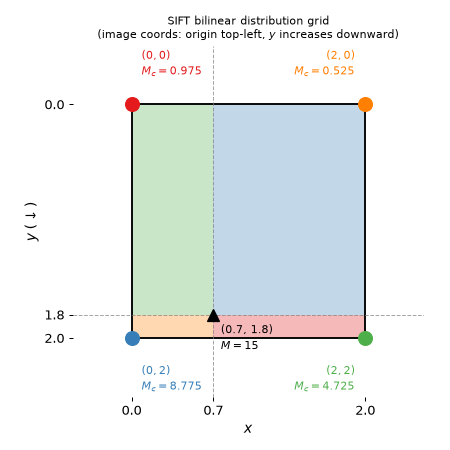 SIFT bilinear distribution grid
(image coords: origin top-left, y increases downward)
(0, 0)
M_c = 0.975
(2, 0)
M_c = 0.525
0.0
y (↓)
1.8
(0.7, 1.8)
2.0
M = 15
(0, 2)
M_c = 8.775
(2, 2)
M_c = 4.725
0.0
0.7
2.0
x